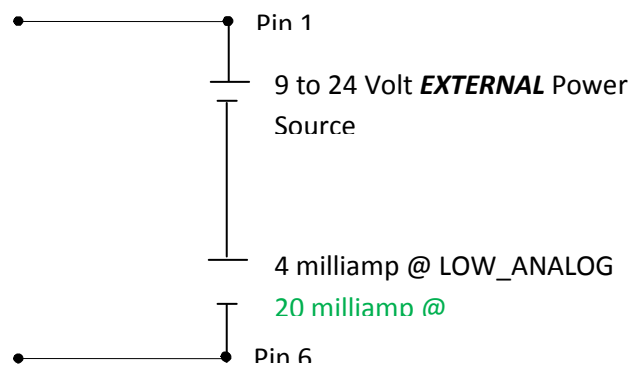 Pin 1
9 to 24 Volt EXTERNAL Power
Source
4 milliamp @ LOW_ANALOG
20 milliamp @
Pin 6